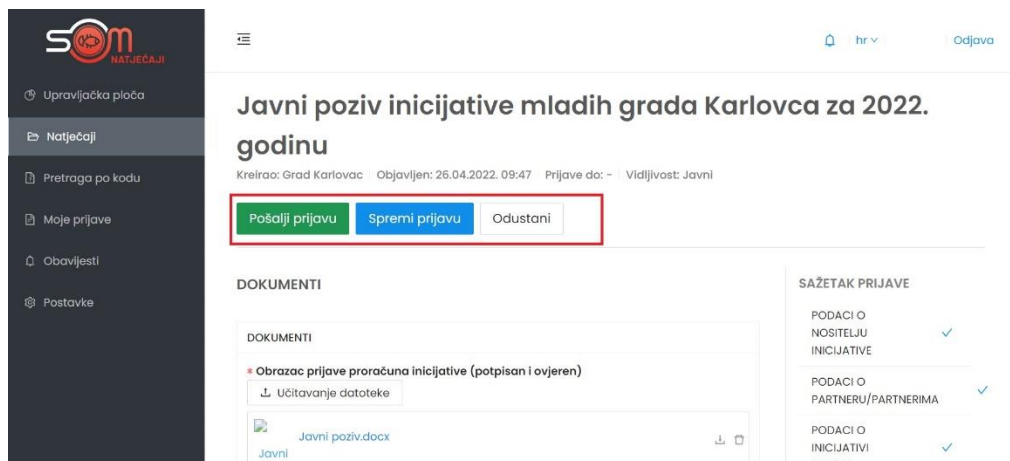 SOM
NATJEČAJI
hr
Odjava
Upravljačka ploča
Natječaji
Pretraga po kodu
Moje prijave
Obavijesti
Postavke
Javni poziv inicijative mladih grada Karlovca za 2022.
godinu
Kreirao: Grad Karlovac Objavljen: 26.04.2022. 09:47 Prijave do: - Vidljivost: Javni
Pošalji prijavu Spremi prijavu Odustani
DOKUMENTI
DOKUMENTI
* Obrazac prijave proračuna inicijative (potpisan i ovjeren)
Učitavanje datoteke
Javni poziv.docx
Javni
SAŽETAK PRIJAVE
PODACI O
NOSITELJU
INICIJATIVE
PODACI O
PARTNERU/PARTNERIMA
PODACI O
INICIJATIVI